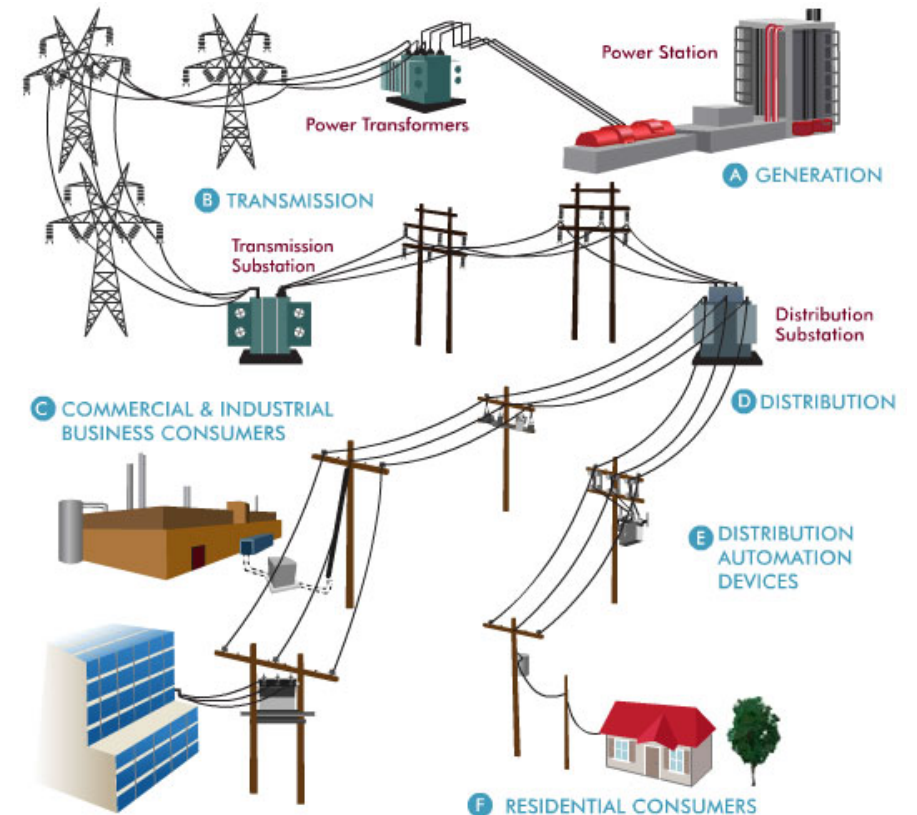 Power Station
Power Transformers
A GENERATION
B TRANSMISSION
Transmission
Substation
Distribution
Substation
C COMMERCIAL & INDUSTRIAL
BUSINESS CONSUMERS
D DISTRIBUTION
E DISTRIBUTION
AUTOMATION
DEVICES
F RESIDENTIAL CONSUMERS